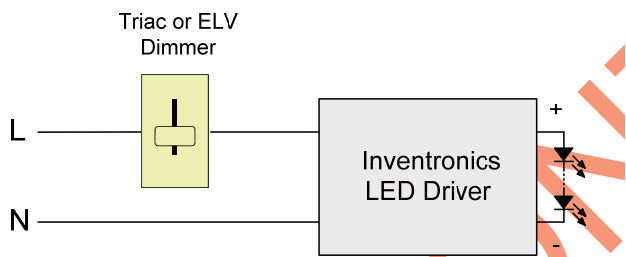 Triac or ELV
Dimmer
L
+
Inventronics
LED Driver
N
-